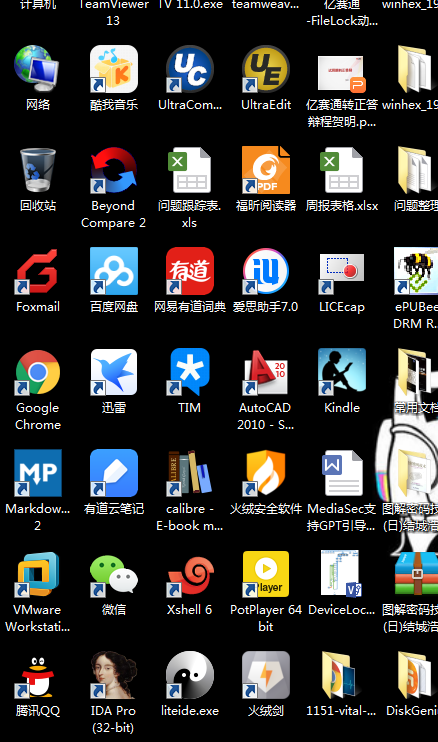 计算机
TeamViewer
13
TV 11.0.exe
teamweav...
亿赛通
-FileLock动...
winhex_19
网络
酷我音乐
UltraCom...
UltraEdit
亿赛通转正答
辩程贺明.p...
winhex_19
回收站
Beyond
Compare 2
问题跟踪表.
xls
PDF
福昕阅读器
周报表格.xlsx
问题整理
Foxmail
百度网盘
有道
网易有道词典
iU
爱思助手7.0
LICEcap
ePUBee
DRM R...
Google
Chrome
迅雷
TIM
2010
AutoCAD
2010 - S...
Kindle
常用文档
Markdown...
2
有道云笔记
CALIBRE
calibre -
E-book m...
火绒安全软件
MediaSec支
持GPT引导...
图解密码技
(日)结城浩
VMware
Workstati...
微信
Xshell 6
Player
PotPlayer 64
bit
DeviceLoc...
图解密码技
(日)结城浩
腾讯QQ
IDA Pro
(32-bit)
liteide.exe
火绒剑
1151-vital-...
DiskGeni